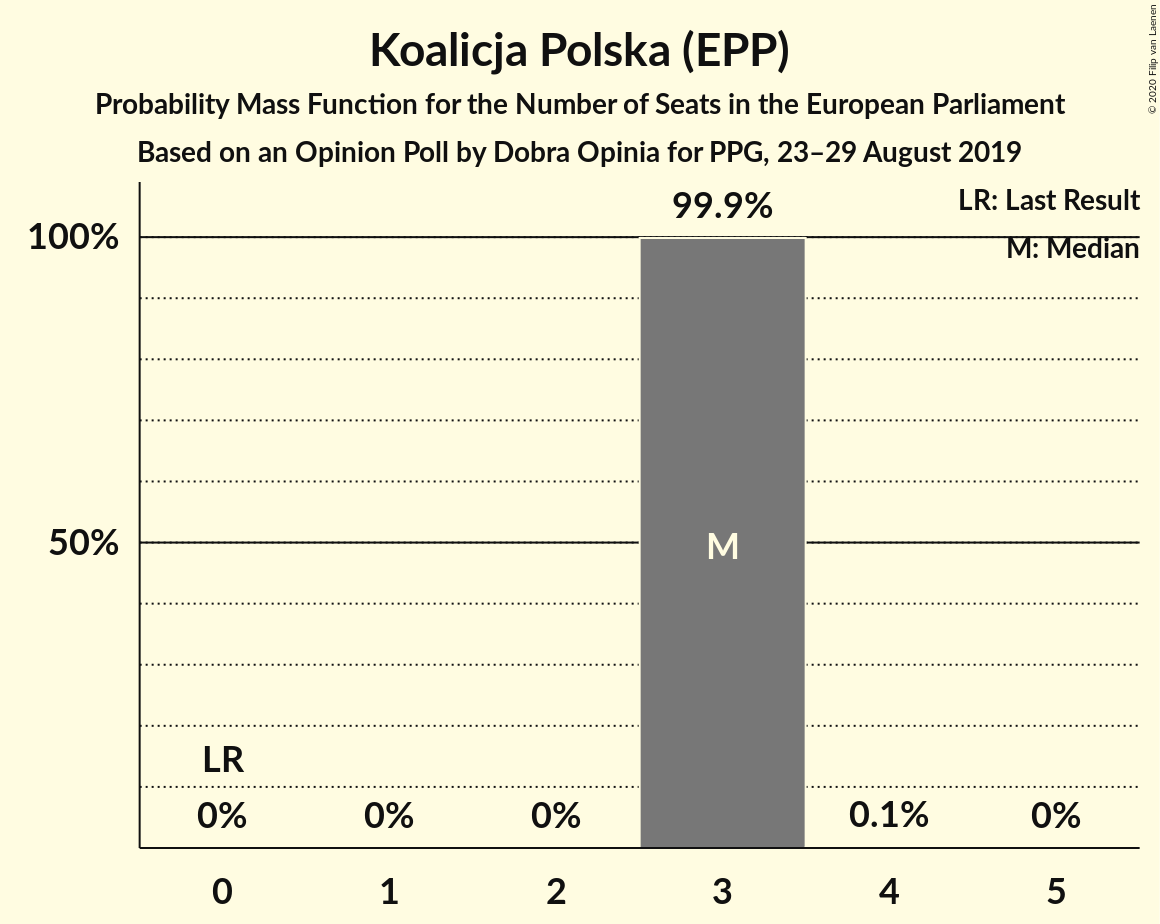 Koalicja Polska (EPP)
Probability Mass Function for the Number of Seats in the European Parliament
Based on an Opinion Poll by Dobra Opinia for PPG, 23–29 August 2019
© 2020 Filip van Laenen
LR: Last Result
M: Median
99.9%
100%
50%
M
LR
0%
0%
0%
0.1%
0%
0
1
2
3
4
5